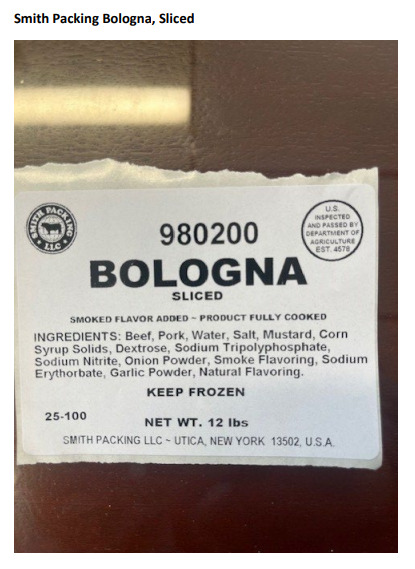 Smith Packing Bologna, Sliced
SMITH PACKING
LLC
980200
U.S.
INSPECTED
AND PASSED BY
DEPARTMENT OF
AGRICULTURE
EST. 4578
BOLOGNA
SLICED
SMOKED FLAVOR ADDED ~ PRODUCT FULLY COOKED
INGREDIENTS: Beef, Pork, Water, Salt, Mustard, Corn
Syrup Solids, Dextrose, Sodium Tripolyphosphate,
Sodium Nitrite, Onion Powder, Smoke Flavoring, Sodium
Erythorbate, Garlic Powder, Natural Flavoring.
KEEP FROZEN
25-100
NET WT. 12 lbs
SMITH PACKING LLC ~ UTICA, NEW YORK 13502, U.S.A.